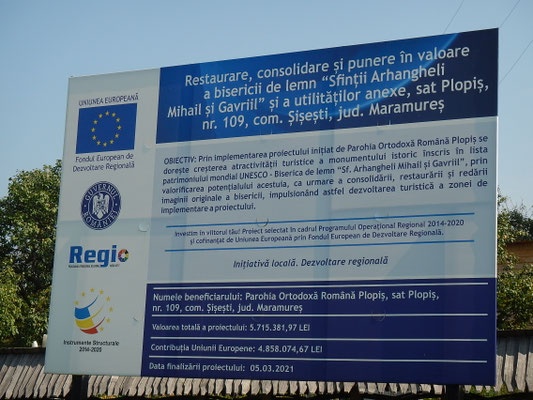 UNIUNEA EUROPEANĂ
Fondul European de
Dezvoltare Regională
GUVERNUL
ROMÂNIEI
Regio
Instrumente Structurale
2014-2020
Restaurare, consolidare și punere în valoare
a bisericii de lemn “Sfinții Arhangheli
Mihail și Gavriil” și a utilităților anexe, sat Plopiș,
nr. 109, com. Șișești, jud. Maramureș
OBIECTIV: Prin implementarea proiectului inițiat de Parohia Ortodoxă Română Plopiș se
dorește creșterea atractivității turistice a monumentului istoric înscris în lista
patrimoniului mondial UNESCO - Biserica de lemn “Sf. Arhangheli Mihail și Gavriil”, prin
valorificarea potențialului acestuia, ca urmare a consolidării, restaurării și redării
imaginii originale a bisericii, impulsionând astfel dezvoltarea turistică a zonei de
implementare a proiectului.
Investim în viitorul tău! Proiect selectat în cadrul Programului Operațional Regional 2014-2020
și cofinanțat de Uniunea Europeană prin Fondul European de Dezvoltare Regională.
Inițiativă locală. Dezvoltare regională
Numele beneficiarului: Parohia Ortodoxă Română Plopiș, sat Plopiș,
nr. 109, com. Șișești, jud. Maramureș
Valoarea totală a proiectului: 5.715.381,97 LEI
Contribuția Uniunii Europene: 4.858.074,67 LEI
Data finalizării proiectului: 05.03.2021